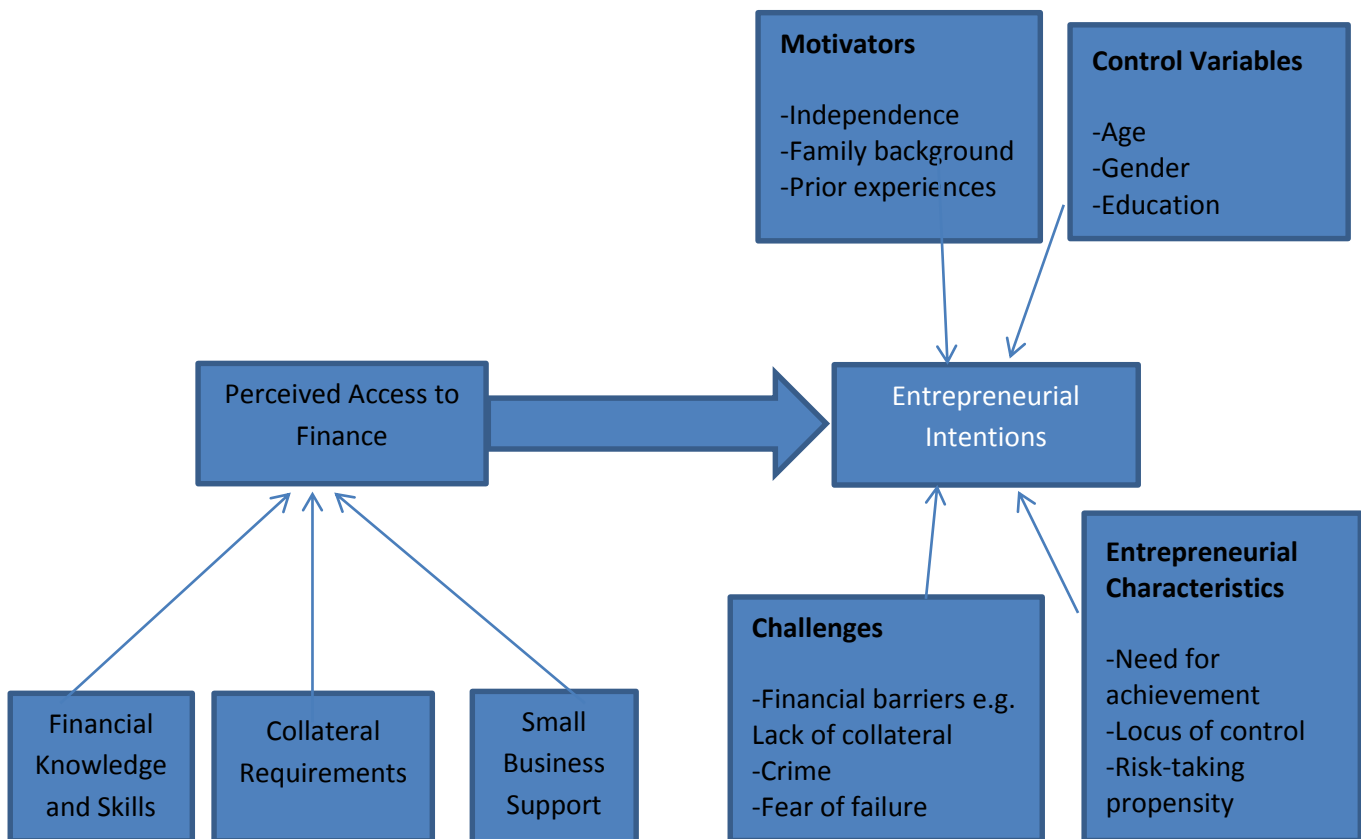 Motivators
-Independence
-Family background
-Prior experiences
Control Variables
-Age
-Gender
-Education
Perceived Access to
Finance
Entrepreneurial
Intentions
Financial
Knowledge
and Skills
Collateral
Requirements
Small
Business
Support
Challenges
-Financial barriers e.g.
Lack of collateral
-Crime
-Fear of failure
Entrepreneurial
Characteristics
-Need for
achievement
-Locus of control
-Risk-taking
propensity